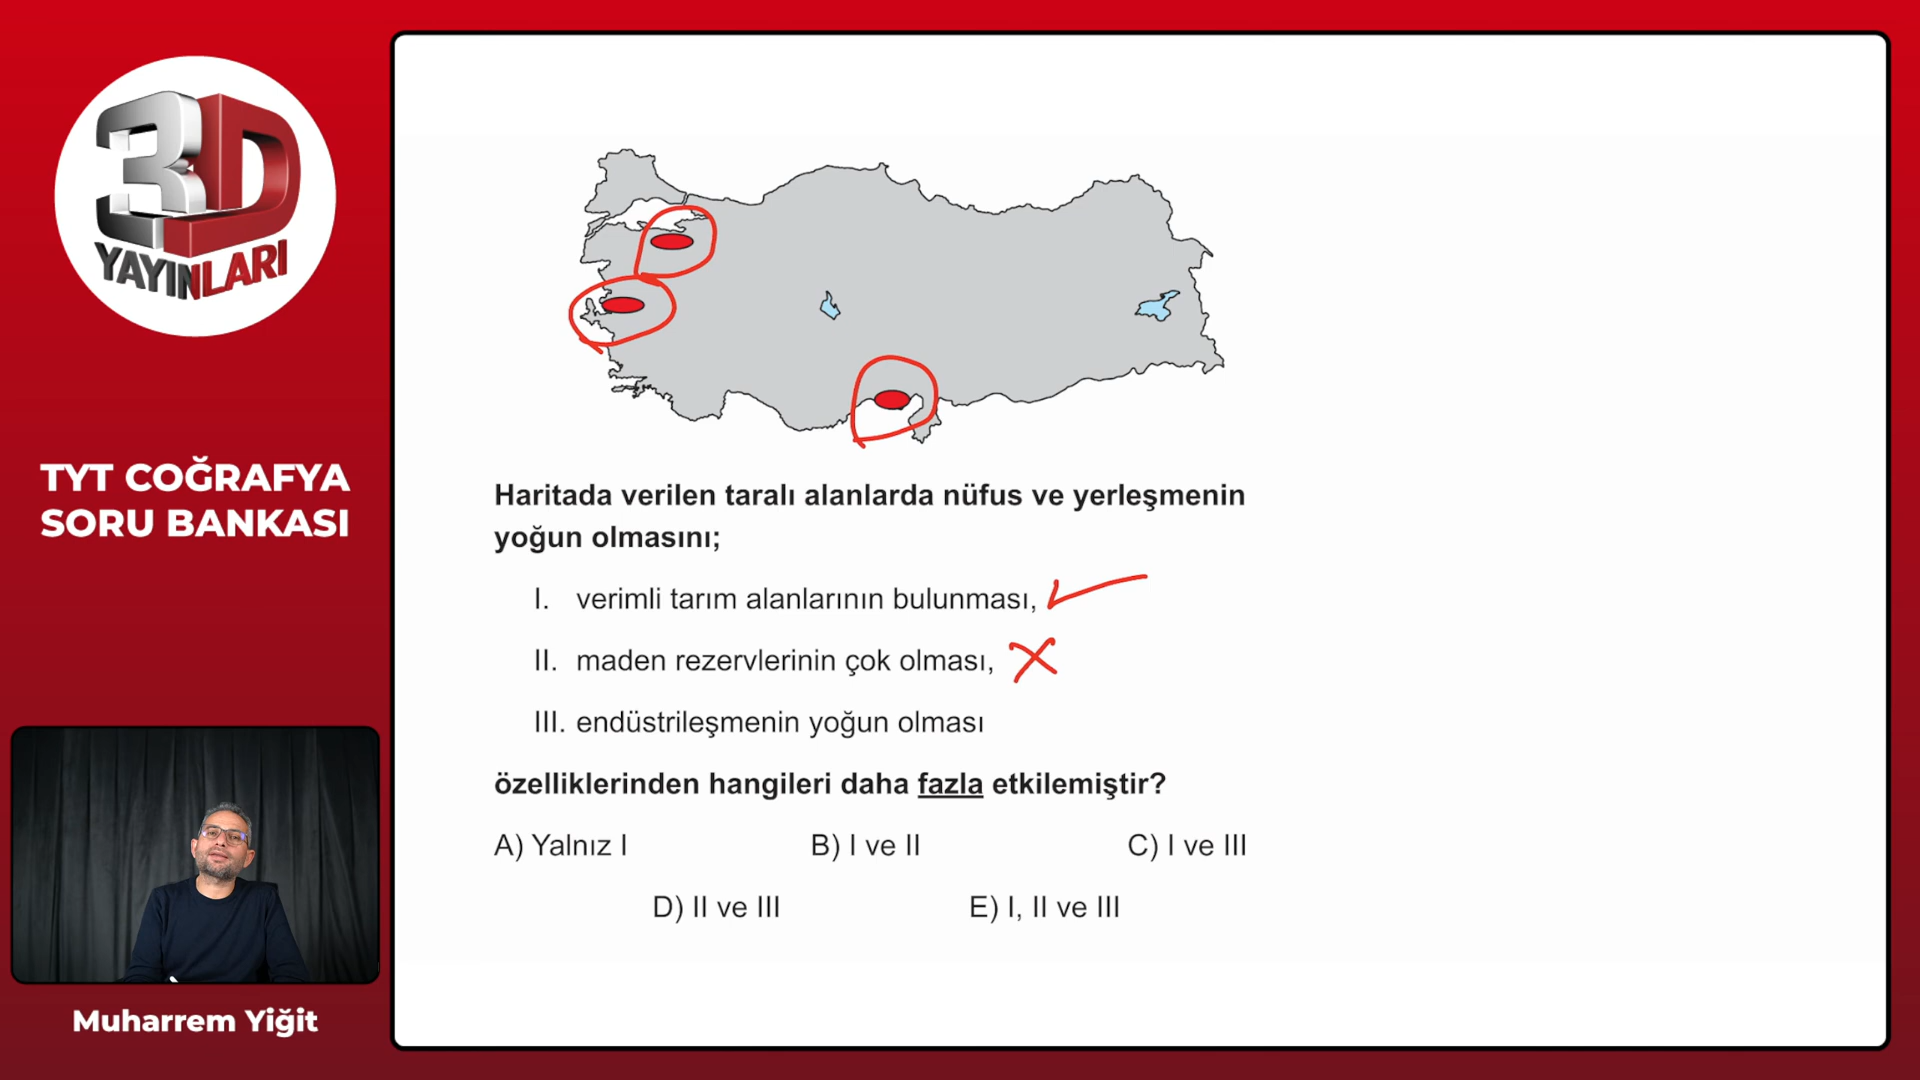 3D
YAYINLARI
TYT COĞRAFYA
SORU BANKASI
Muharrem Yiğit
Haritada verilen taralı alanlarda nüfus ve yerleşmenin
yoğun olmasını;
I. verimli tarım alanlarının bulunması,
II. maden rezervlerinin çok olması,
III. endüstrileşmenin yoğun olması
özelliklerinden hangileri daha fazla etkilemiştir?
A) Yalnız I B) I ve II C) I ve III
D) II ve III E) I, II ve III